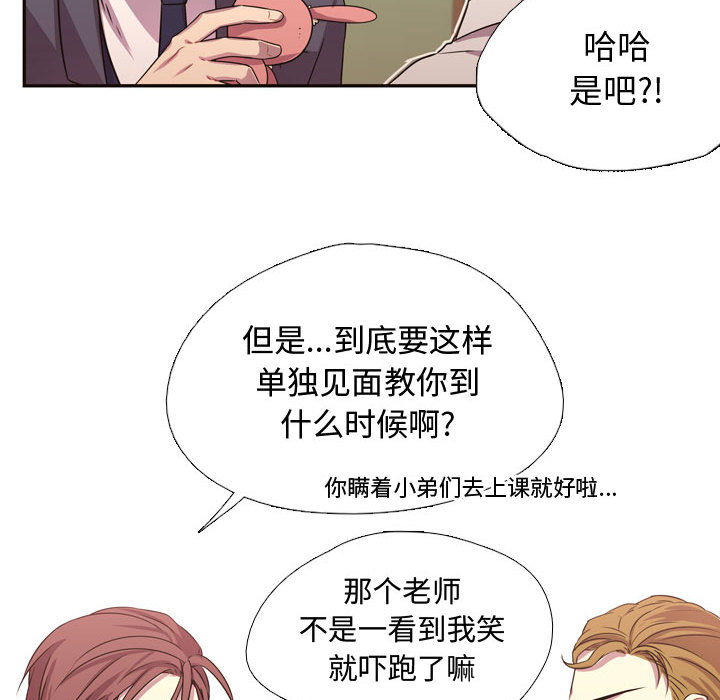 哈哈
是吧?!
但是...到底要这样
单独见面教你到
什么时候啊?
你瞒着小弟们去上课就好啦...
那个老师
不是一看到我笑
就吓跑了嘛